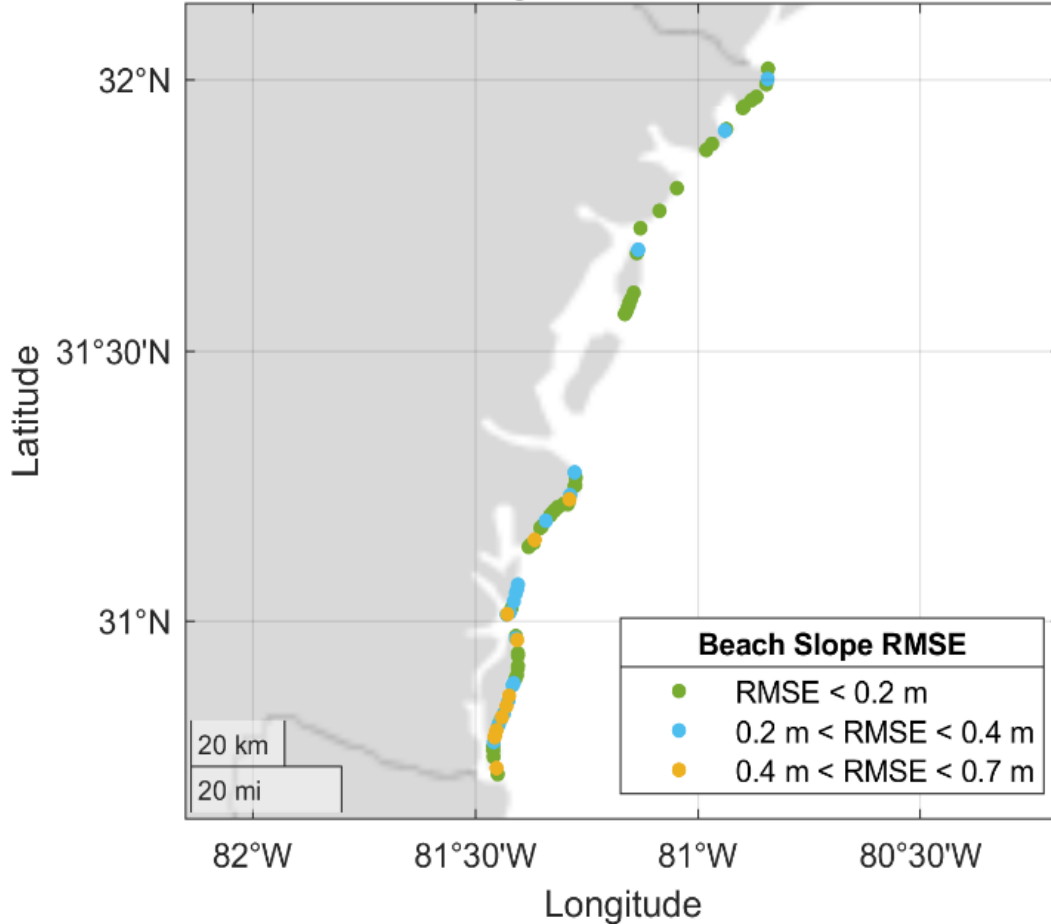 32°N
31°30'N
31°N
Latitude
Beach Slope RMSE
RMSE < 0.2 m
0.2 m < RMSE < 0.4 m
0.4 m < RMSE < 0.7 m
20 km
20 mi
82°W
81°30'W
81°W
80°30'W
Longitude